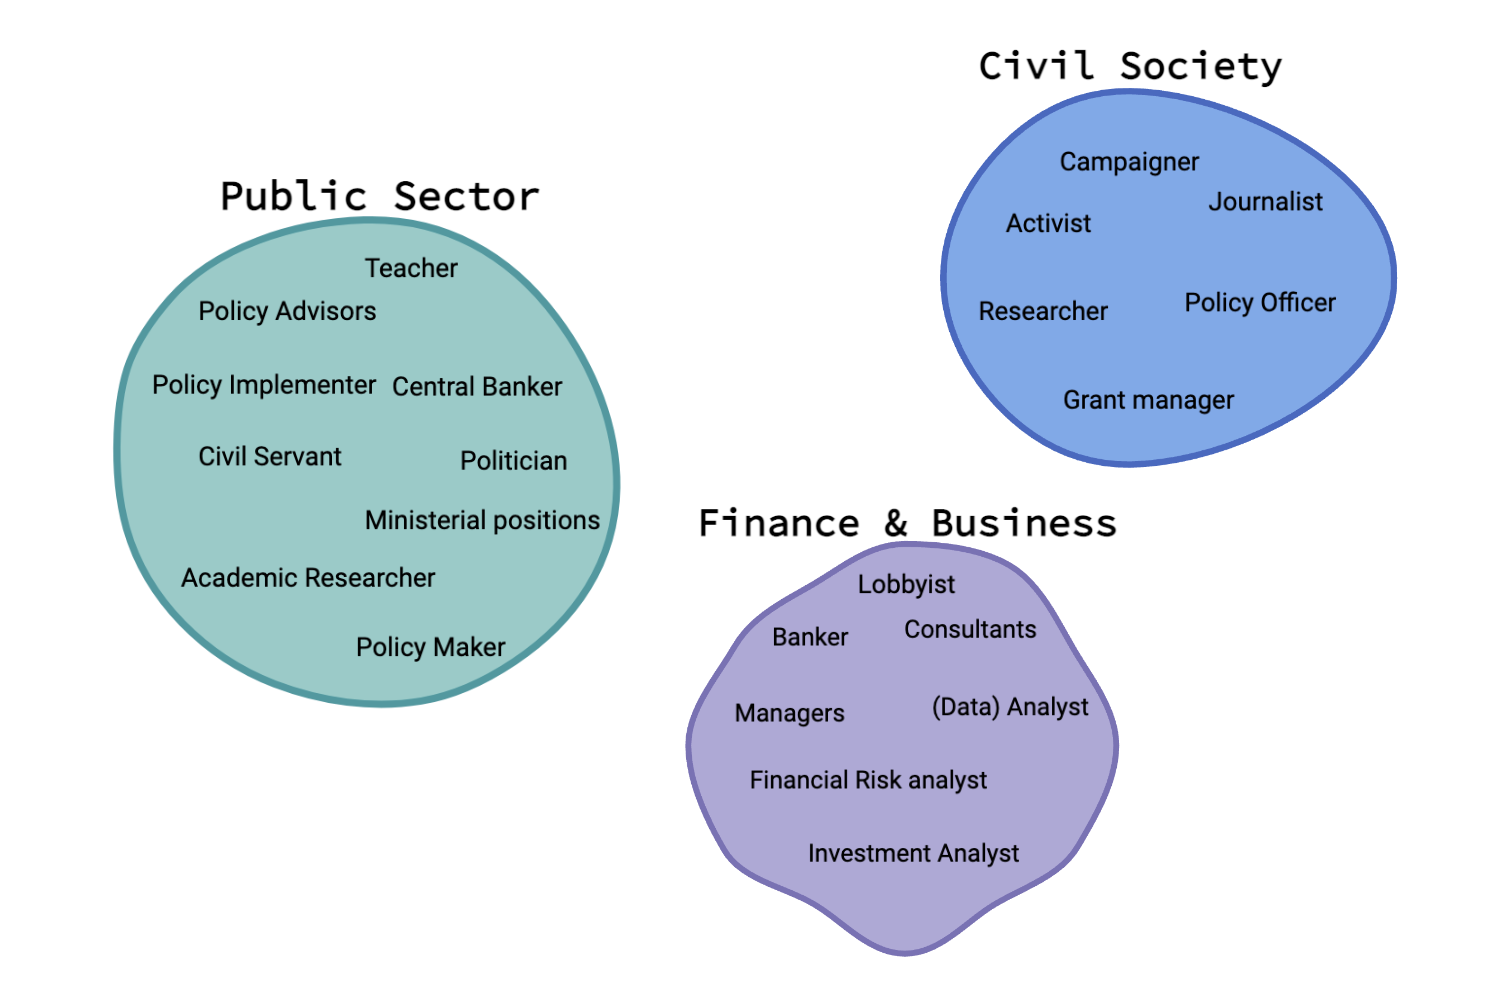 Public Sector
Teacher
Policy Advisors
Policy Implementer
Central Banker
Civil Servant
Politician
Ministerial positions
Academic Researcher
Policy Maker
Civil Society
Campaigner
Journalist
Activist
Researcher
Policy Officer
Grant manager
Finance & Business
Lobbyist
Banker
Consultants
Managers
(Data) Analyst
Financial Risk analyst
Investment Analyst